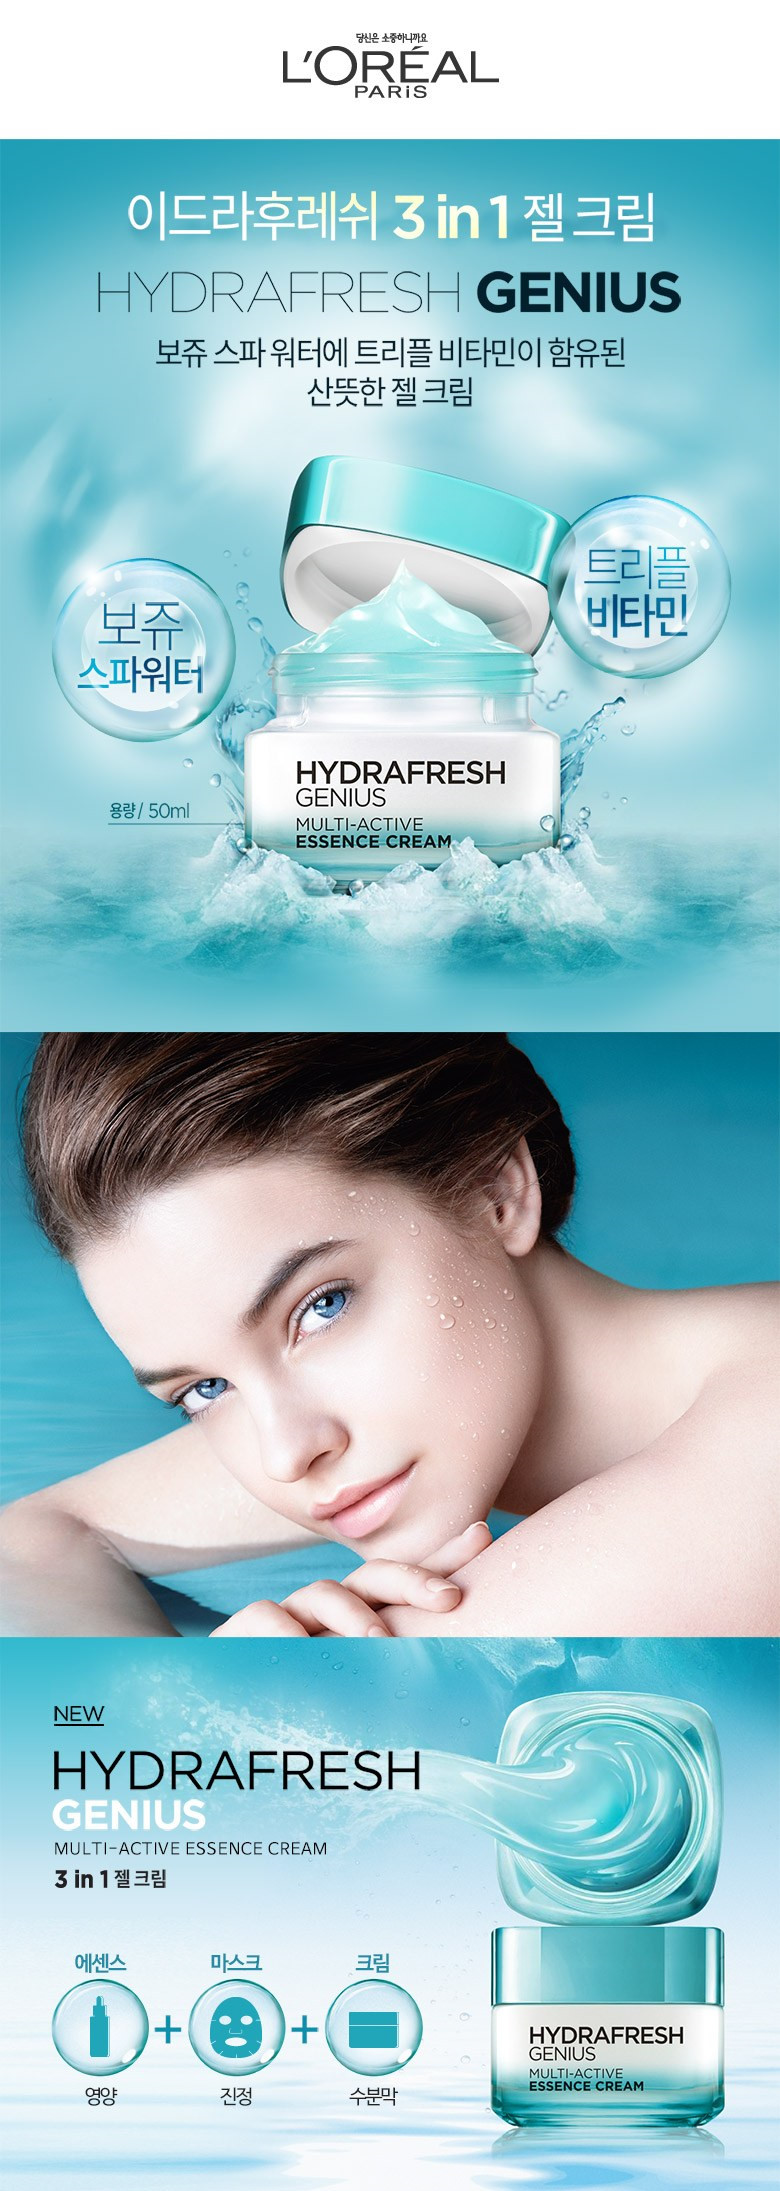 당신은 소중하니까요
L'ORÉAL
PARiS
이드라후레쉬 3 in 1 젤 크림
HYDRAFRESH GENIUS
보쥬 스파 워터에 트리플 비타민이 함유된
산뜻한 젤 크림
트리플
비타민
보쥬
스파워터
HYDRAFRESH
GENIUS
MULTI-ACTIVE
ESSENCE CREAM
용량 / 50ml
NEW
HYDRAFRESH
GENIUS
MULTI-ACTIVE ESSENCE CREAM
3 in 1 젤 크림
에센스 마스크 크림
+ +
영양 진정 수분막
HYDRAFRESH
GENIUS
MULTI-ACTIVE
ESSENCE CREAM